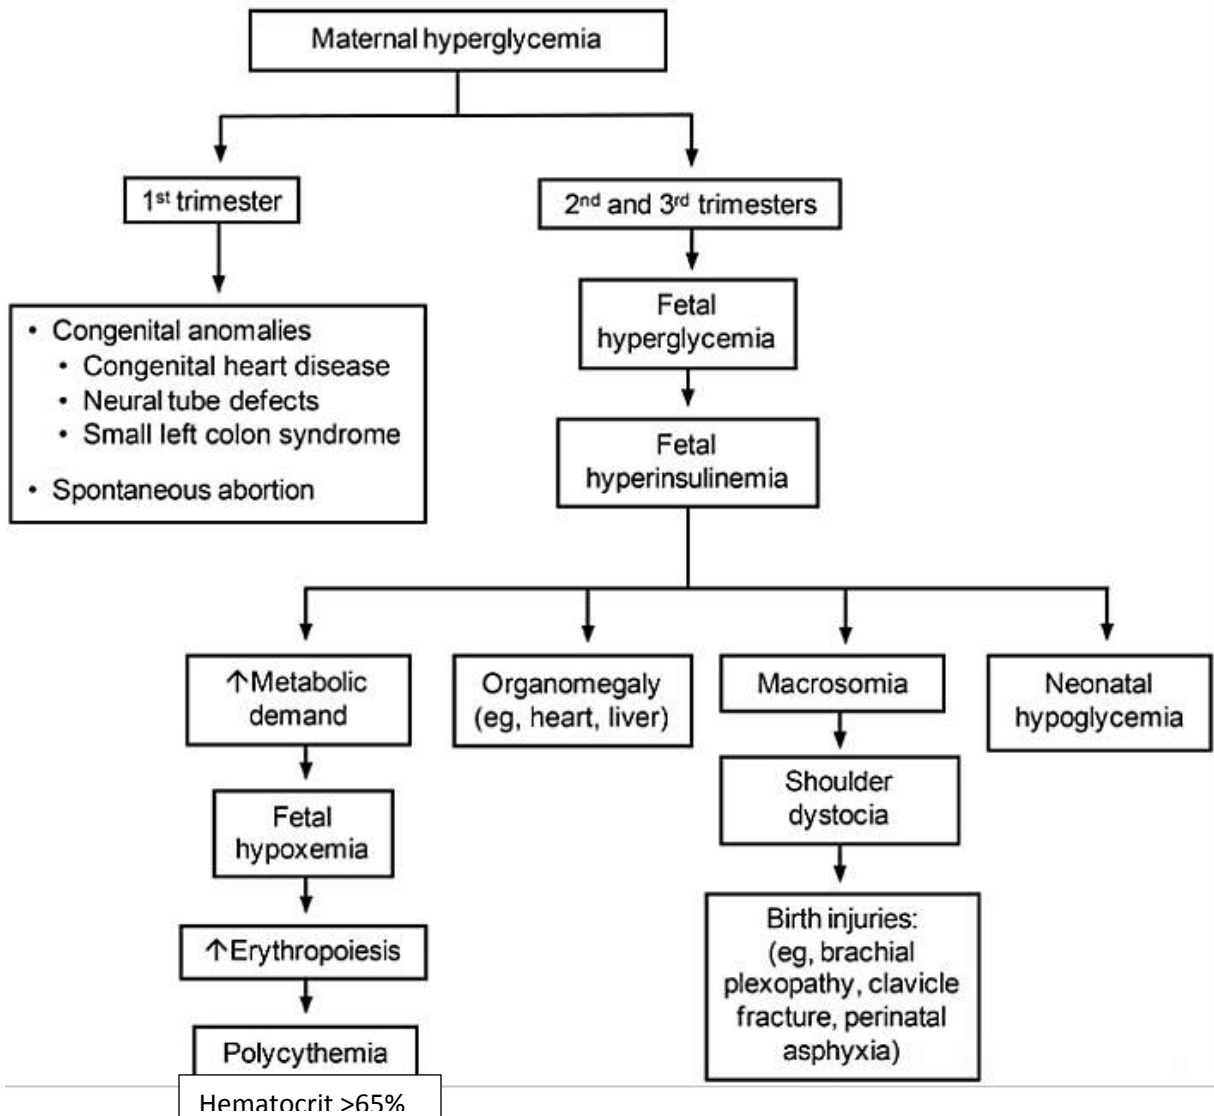 Maternal hyperglycemia
1st trimester
2nd and 3rd trimesters
• Congenital anomalies
• Congenital heart disease
• Neural tube defects
• Small left colon syndrome
• Spontaneous abortion
Fetal
hyperglycemia
Fetal
hyperinsulinemia
↑Metabolic
demand
Fetal
hypoxemia
↑Erythropoiesis
Polycythemia
Hematocrit >65%
Organomegaly
(eg, heart, liver)
Macrosomia
Shoulder
dystocia
Birth injuries:
(eg, brachial
plexopathy, clavicle
fracture, perinatal
asphyxia)
Neonatal
hypoglycemia